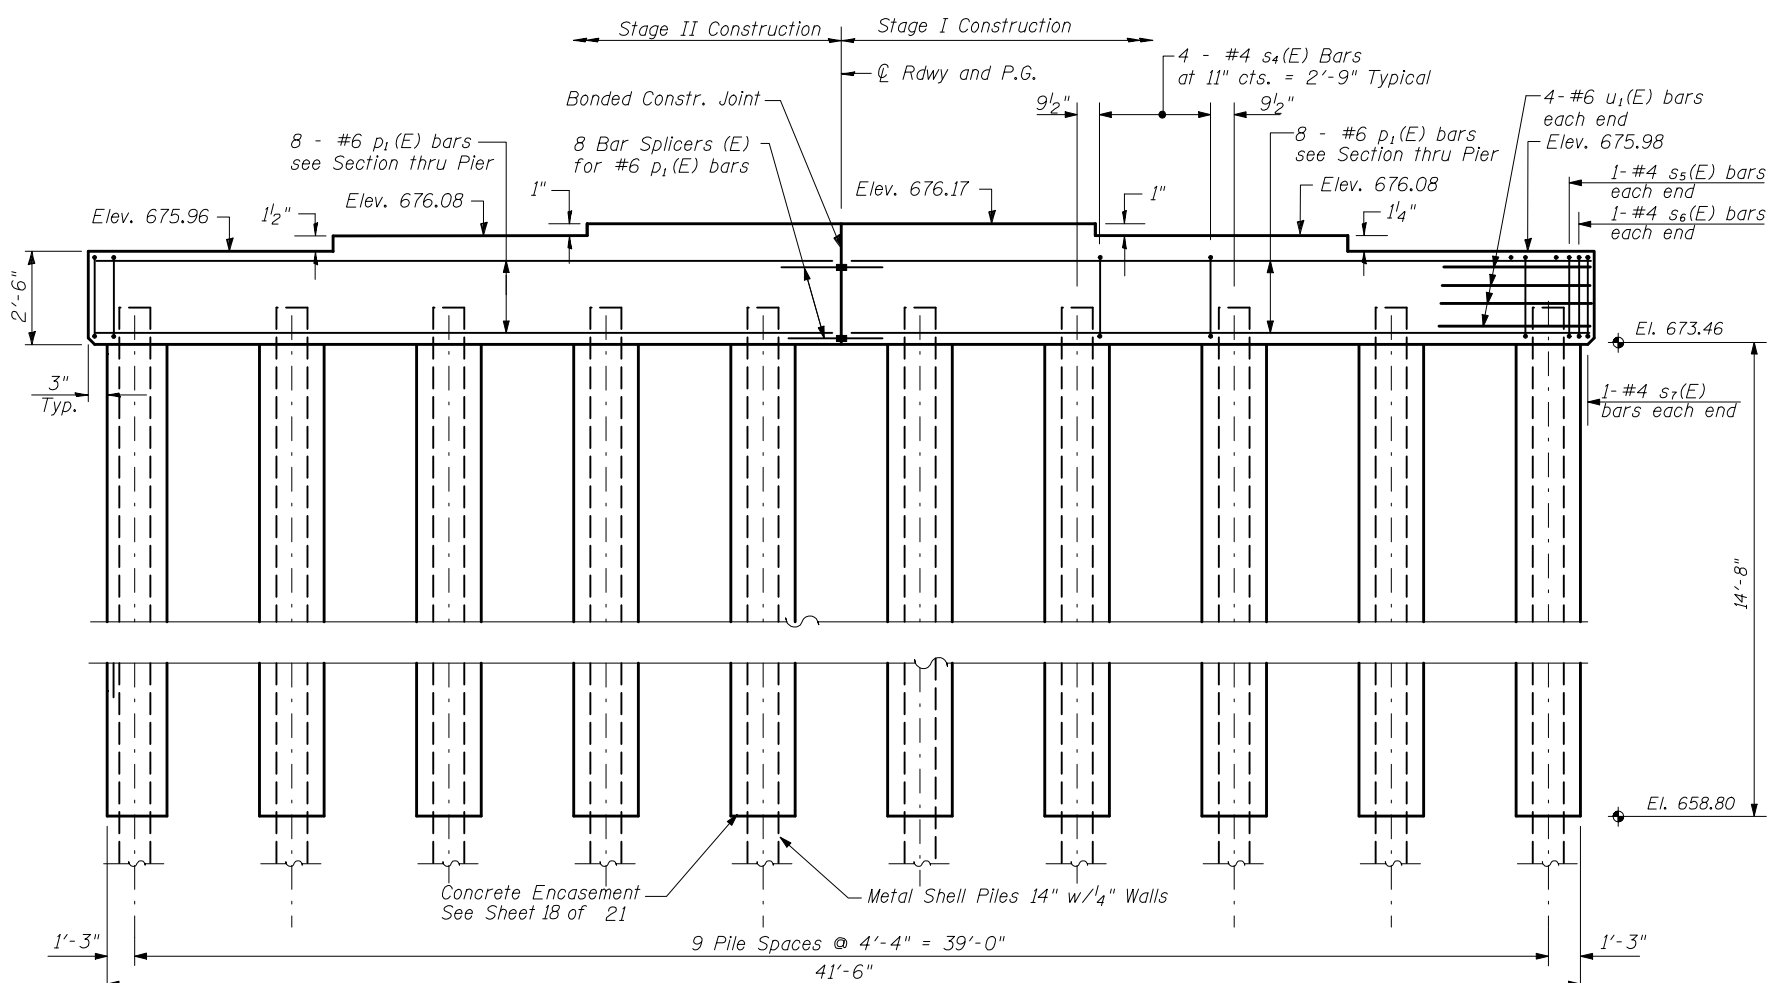 Stage II Construction
Stage I Construction
℄ Rdwy and P.G.
4 - #4 s₄(E) Bars
at 11" cts. = 2'-9" Typical
Bonded Constr. Joint
9½"
9½"
4-#6 u₁(E) bars
each end
8 - #6 p₁(E) bars
see Section thru Pier
8 Bar Splicers (E)
for #6 p₁(E) bars
8 - #6 p₁(E) bars
see Section thru Pier
Elev. 675.98
1-#4 s₅(E) bars
each end
1-#4 s₆(E) bars
each end
Elev. 675.96
1½"
Elev. 676.08
1"
Elev. 676.17
1"
Elev. 676.08
1¼"
2'-6"
El. 673.46
3"
Typ.
1-#4 s₇(E)
bars each end
14'-8"
El. 658.80
Concrete Encasement
See Sheet 18 of 21
Metal Shell Piles 14" w/¼" Walls
1'-3"
9 Pile Spaces @ 4'-4" = 39'-0"
1'-3"
41'-6"